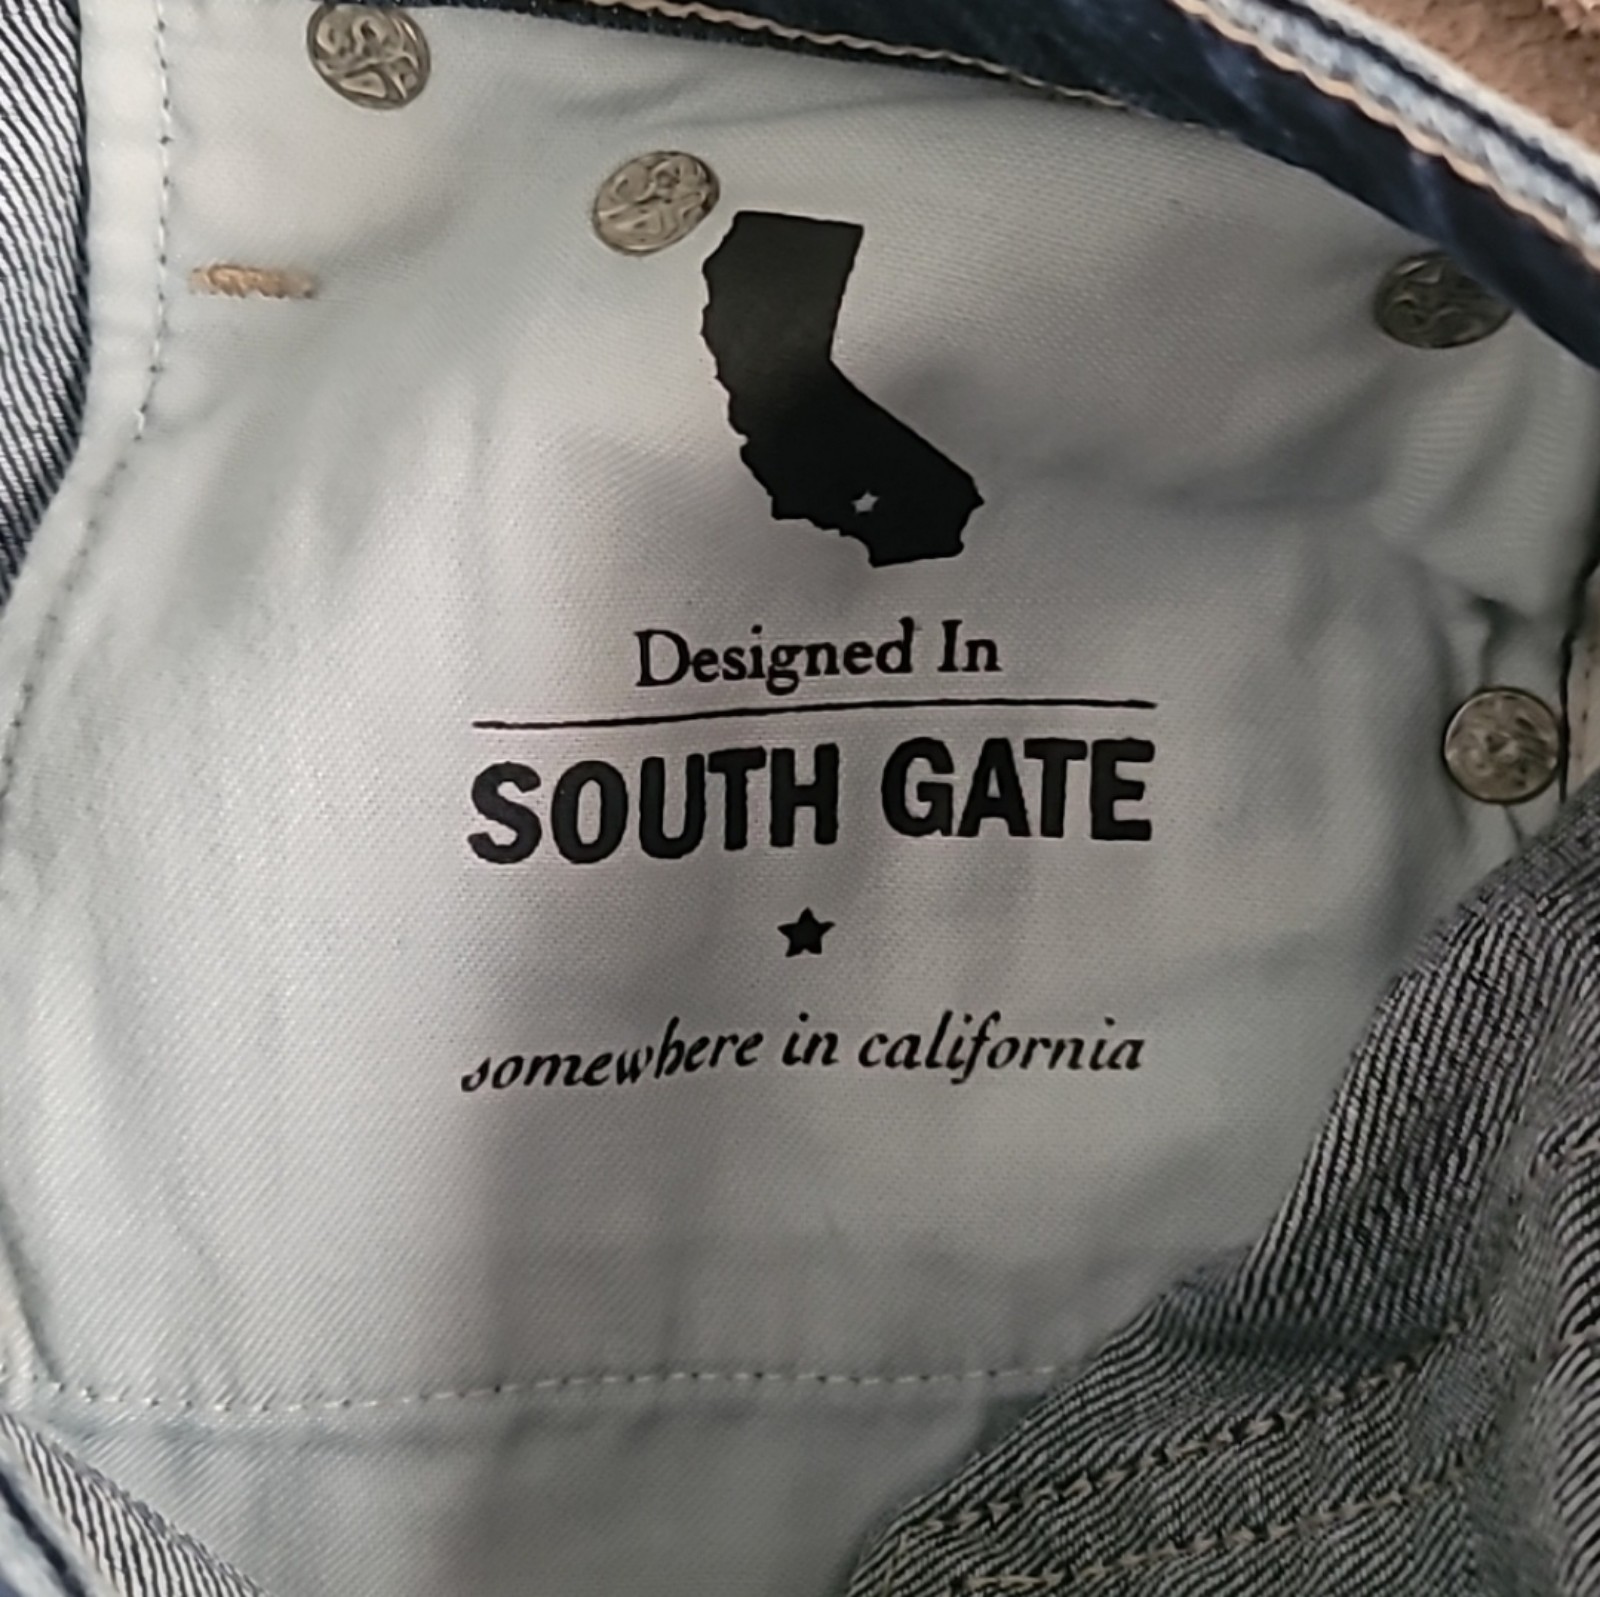 Designed In
SOUTH GATE
somewhere in california